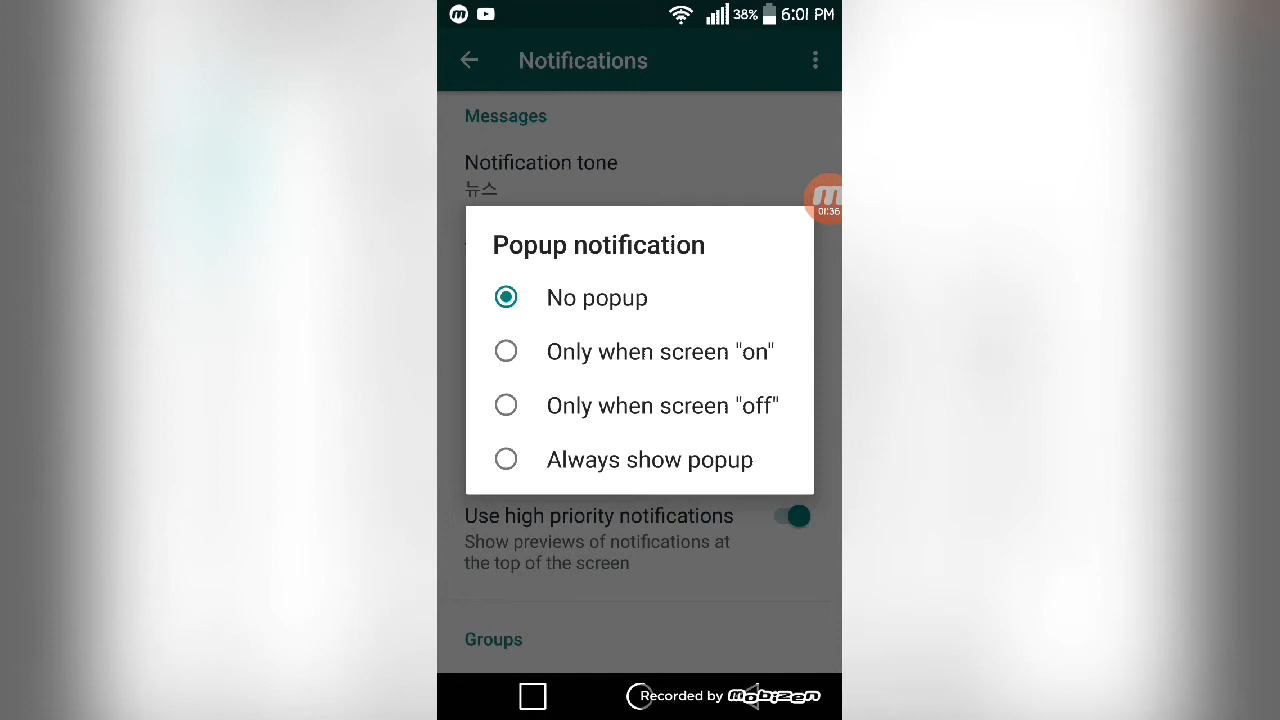 38% 6:01 PM
Notifications
Messages
Notification tone
뉴스
01:36
Popup notification
No popup
Only when screen "on"
Only when screen "off"
Always show popup
Use high priority notifications
Show previews of notifications at
the top of the screen
Groups
Recorded by mobizen